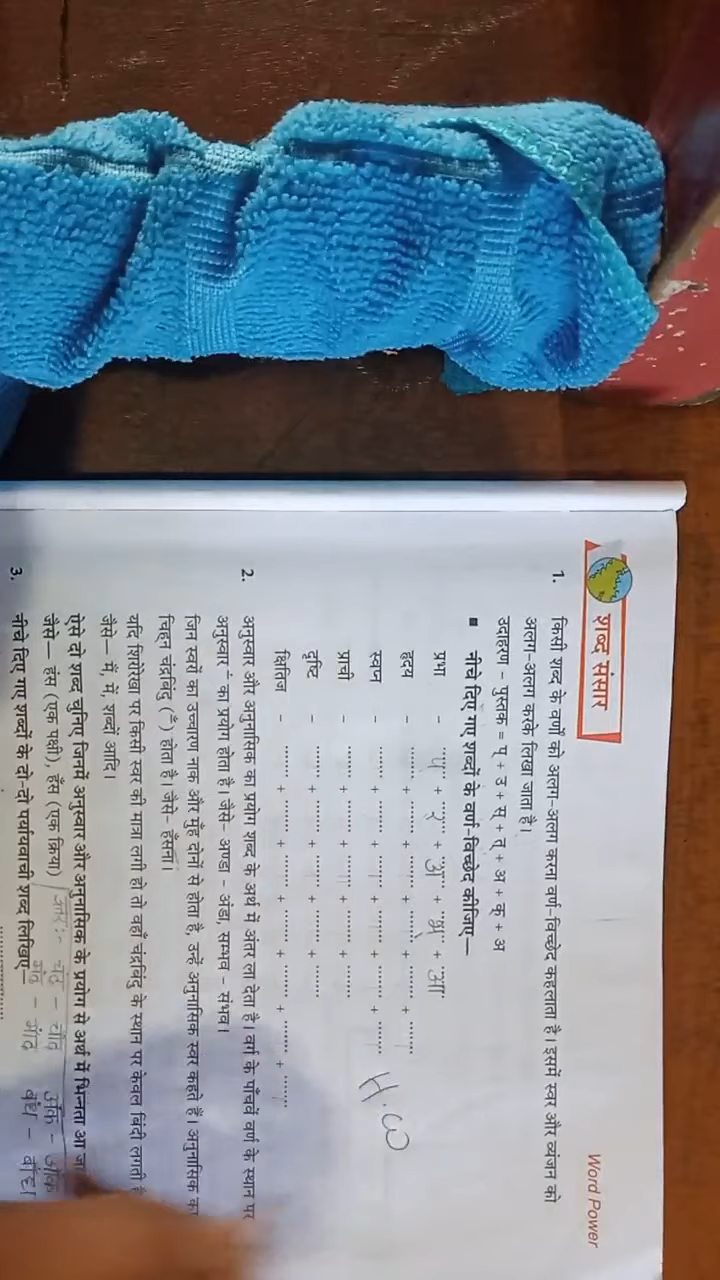 शब्द संसार
Word Power
1. किसी शब्द के वर्णों को अलग-अलग करना वर्ण-विच्छेद कहलाता है। इसमें स्वर और व्यंजन को
अलग-अलग करके लिखा जाता है।
उदाहरण - पुस्तक = प् + उ + स् + त् + अ + क् + अ
■ नीचे दिए गए शब्दों के वर्ण-विच्छेद कीजिए—
प्रभा - प् + र् + अ + भ् + आ
हृदय - ........ + ........ + ........ + ........ + ........ + ........
स्वप्न - ........ + ........ + ........ + ........ + ........
H.W
प्राची - ........ + ........ + ........ + ........ + ........
दृष्टि - ........ + ........ + ........ + ........ + ........
क्षितिज - ........ + ........ + ........ + ........ + ........ + ........
2. अनुस्वार और अनुनासिक का प्रयोग शब्द के अर्थ में अंतर ला देता है। वर्ग के पाँचवें वर्ण के स्थान पर
अनुस्वार ं का प्रयोग होता है। जैसे- अण्डा - अंडा, सम्भव - संभव।
जिन स्वरों का उच्चारण नाक और मुँह दोनों से होता है, उन्हें अनुनासिक स्वर कहते हैं। अनुनासिक का
चिह्न चंद्रबिंदु (ँ) होता है। जैसे- हँसना।
यदि शिरोरेखा पर किसी स्वर की मात्रा लगी हो तो वहाँ चंद्रबिंदु के स्थान पर केवल बिंदी लगती है
जैसे— मैं, में, शब्दों आदि।
ऐसे दो शब्द चुनिए जिनमें अनुस्वार और अनुनासिक के प्रयोग से अर्थ में भिन्नता आ जा
जैसे— हंस (एक पक्षी), हँस (एक क्रिया) चंद - चाँद
3. नीचे दिए गए शब्दों के दो-दो पर्यायवाची शब्द लिखिए—